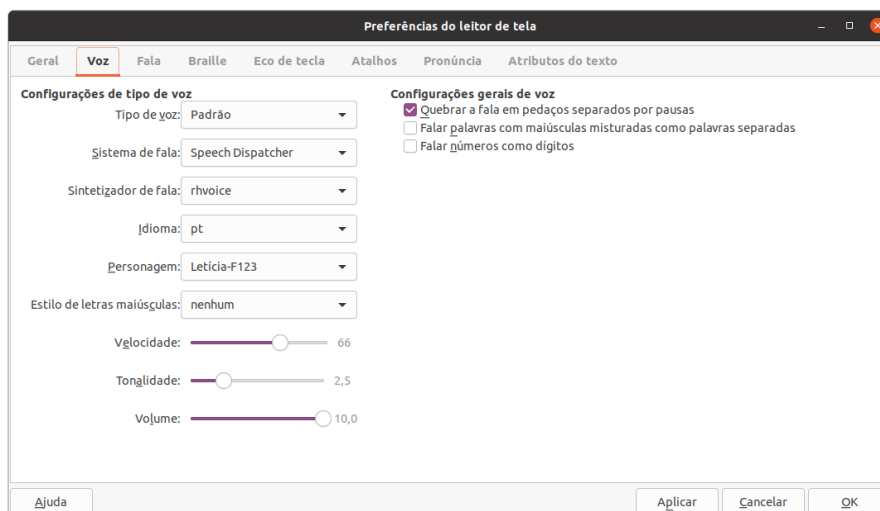 Preferências do leitor de tela
Geral Voz Fala Braille Eco de tecla Atalhos Pronúncia Atributos do texto
Configurações de tipo de voz
Tipo de voz: Padrão
Sistema de fala: Speech Dispatcher
Sintetizador de fala: rhvoice
Idioma: pt
Personagem: Letícia-F123
Estilo de letras maiúsculas: nenhum
Velocidade: 66
Tonalidade: 2,5
Volume: 10,0
Configurações gerais de voz
Quebrar a fala em pedaços separados por pausas
Falar palavras com maiúsculas misturadas como palavras separadas
Falar números como dígitos
Ajuda Aplicar Cancelar OK